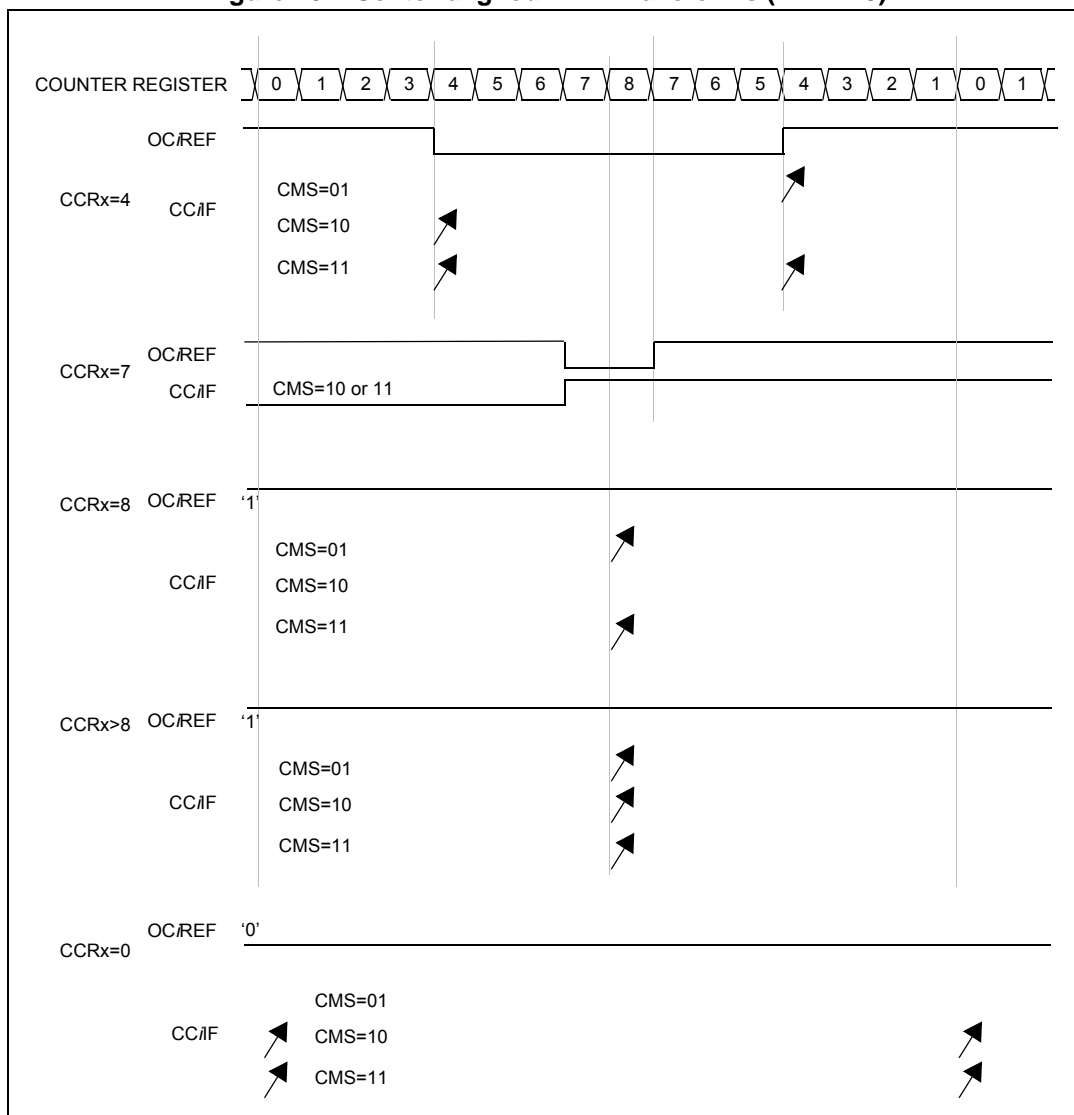 COUNTER REGISTER 0 1 2 3 4 5 6 7 8 7 6 5 4 3 2 1 0 1
OCiREF
CCRx=4 CCiIF
CMS=01
CMS=10
CMS=11
OCiREF
CCRx=7
CCiIF CMS=10 or 11
CCRx=8 OCiREF '1'
CMS=01
CCiIF CMS=10
CMS=11
CCRx>8 OCiREF '1'
CMS=01
CCiIF CMS=10
CMS=11
OCiREF '0'
CCRx=0
CMS=01
CCiIF CMS=10
CMS=11